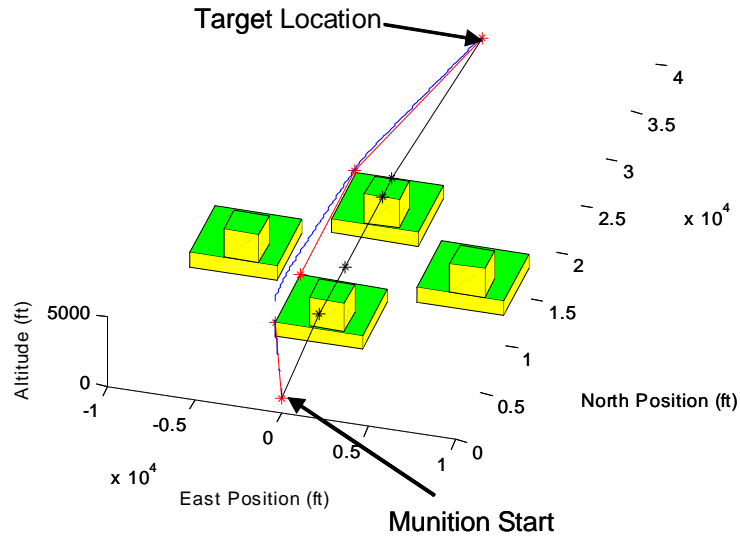 Target Location
4
3.5
3
2.5
x 10^4
2
1.5
1
0.5
0
North Position (ft)
5000
0
Altitude (ft)
-1
-0.5
0
0.5
1
x 10^4
East Position (ft)
Munition Start